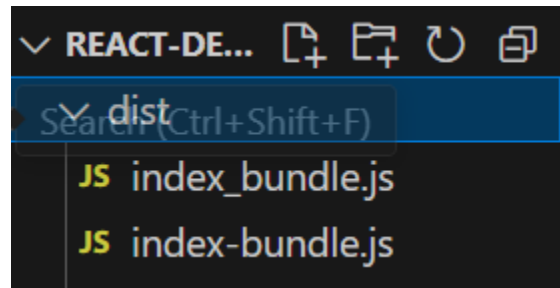 REACT-DE...
dist
Search (Ctrl+Shift+F)
JS index_bundle.js
JS index-bundle.js